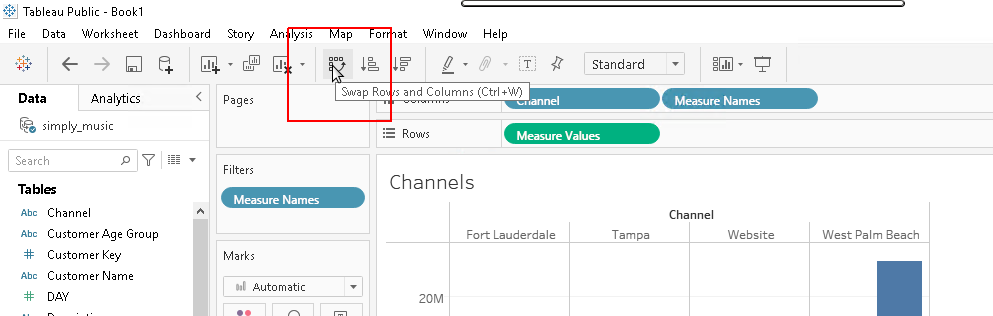 Tableau Public - Book1
File Data Worksheet Dashboard Story Analysis Map Format Window Help
T Standard
Swap Rows and Columns (Ctrl+W)
Data Analytics
simply_music
Search
Tables
Abc Channel
Abc Customer Age Group
# Customer Key
Abc Customer Name
# DAY
Pages
Filters
Measure Names
Marks
Automatic
Channel Measure Names
Rows Measure Values
Channels
Channel
Fort Lauderdale Tampa Website West Palm Beach
20M